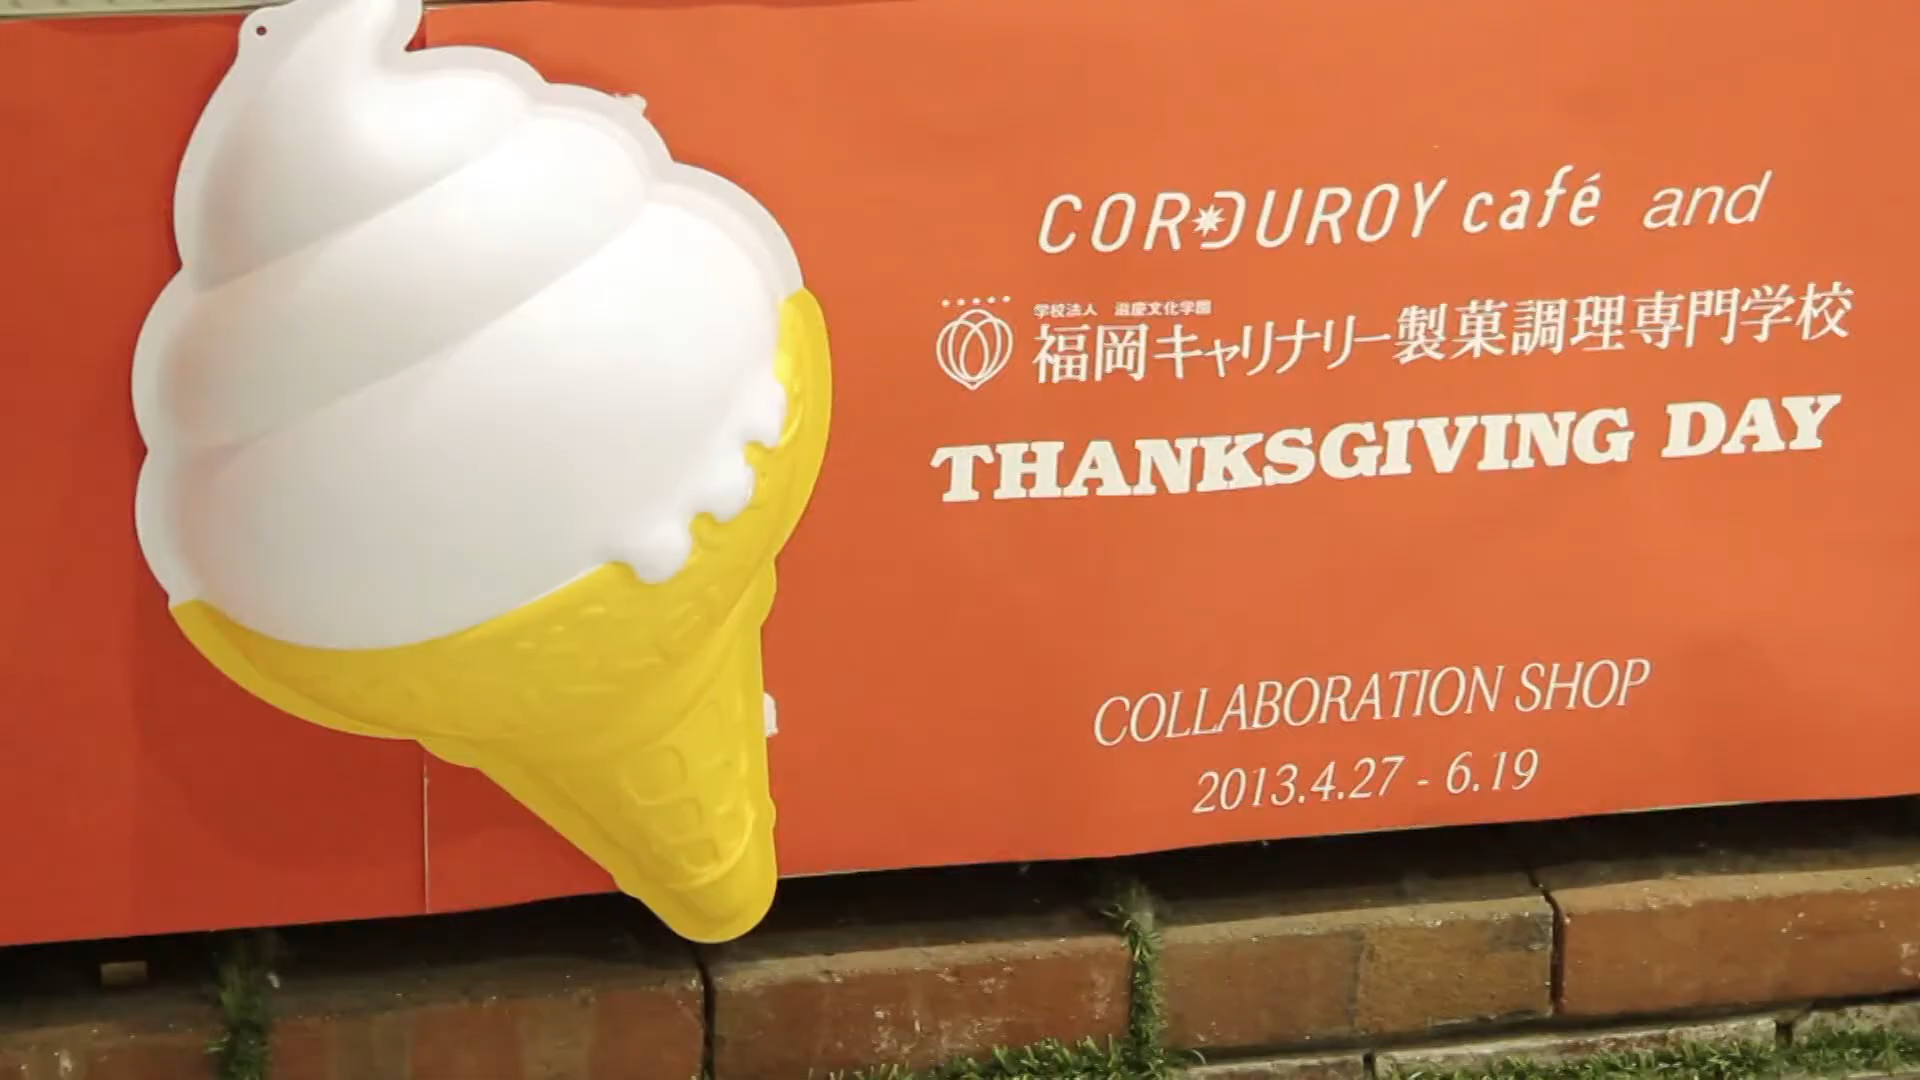 CORDUROY café and
学校法人 滋慶文化学園
福岡キャリナリー製菓調理専門学校
THANKSGIVING DAY
COLLABORATION SHOP
2013.4.27 - 6.19